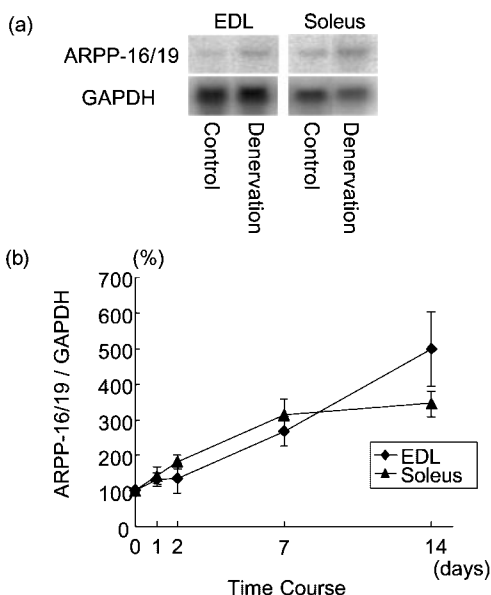 (a)
EDL Soleus
ARPP-16/19
GAPDH
Control Denervation Control Denervation
(b)
(%)
ARPP-16/19 / GAPDH
700
600
500
400
300
200
100
0
EDL
Soleus
0 1 2 7 14
(days)
Time Course